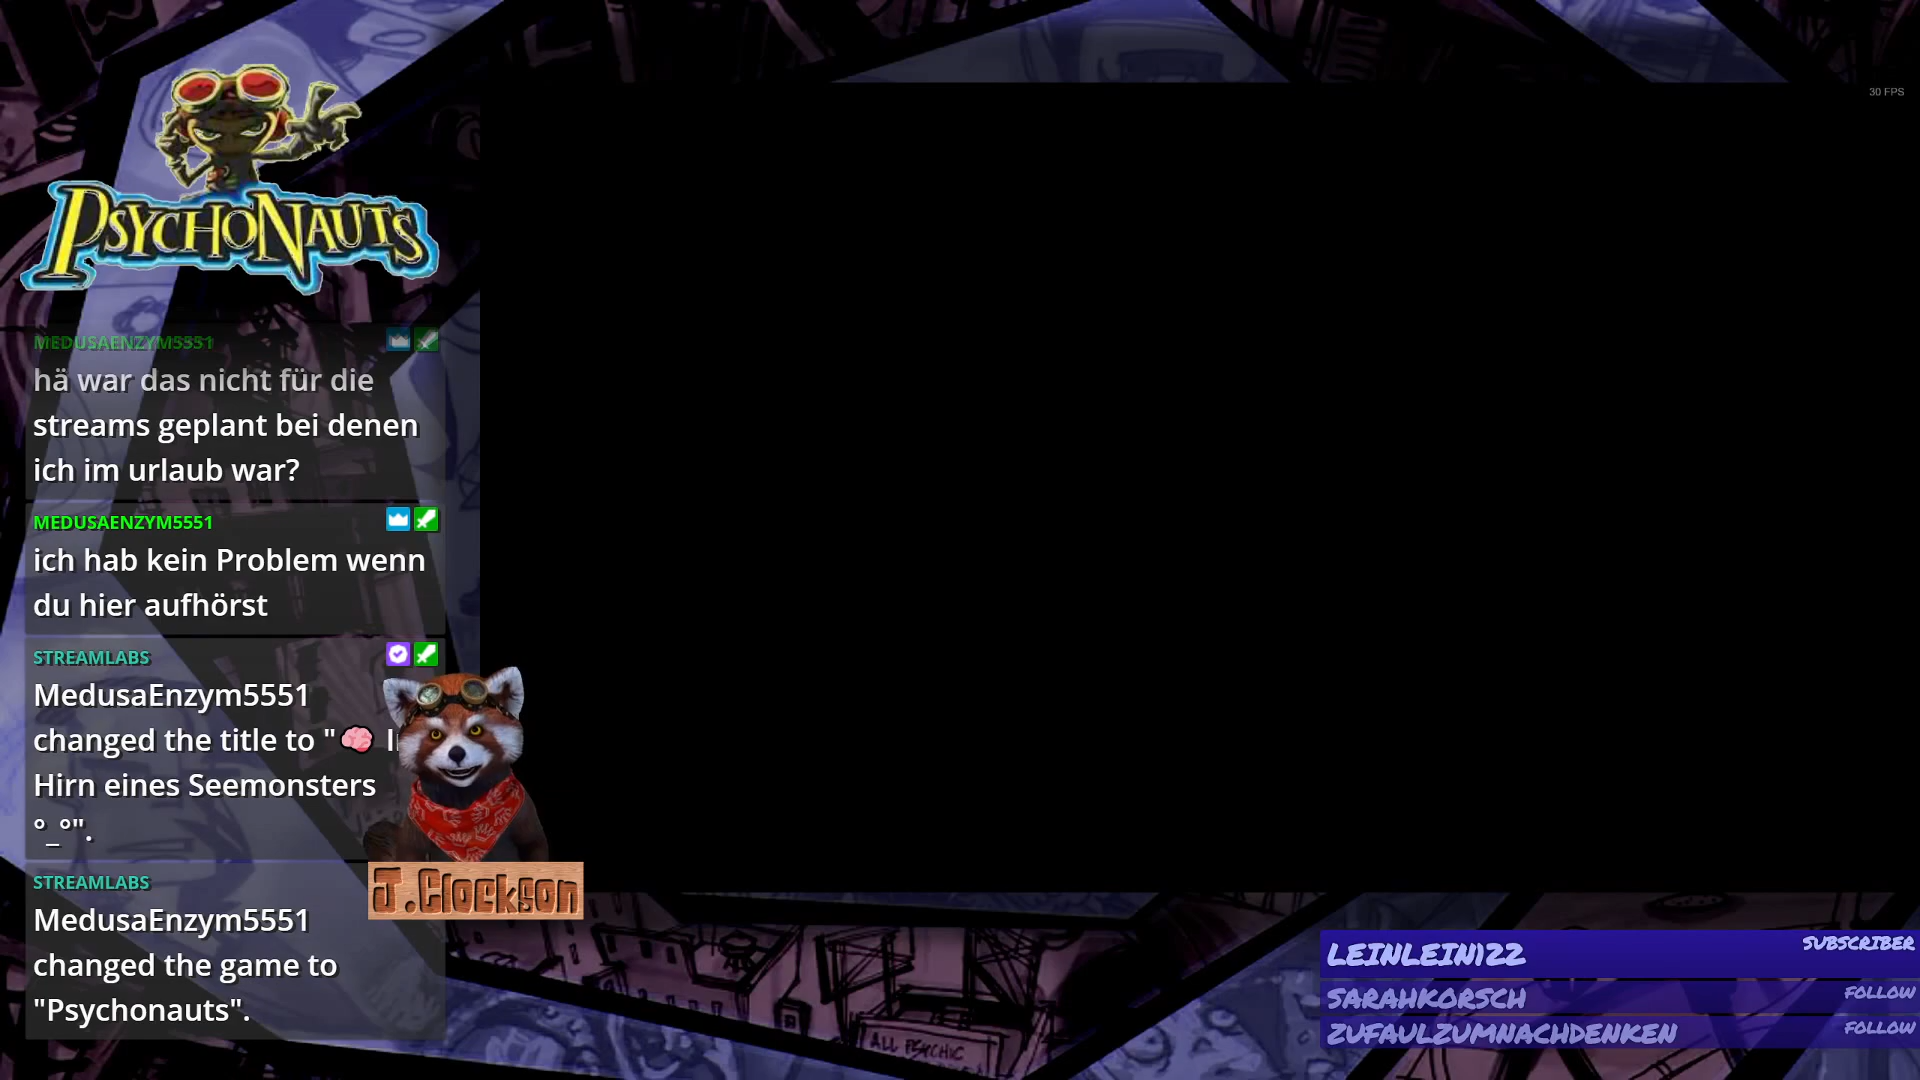 PSYCHONAUTS
30 FPS
MEDUSAENZYM5551
hä war das nicht für die
streams geplant bei denen
ich im urlaub war?
MEDUSAENZYM5551
ich hab kein Problem wenn
du hier aufhörst
STREAMLABS
MedusaEnzym5551
changed the title to "🧠
Hirn eines Seemonsters
°_°".
STREAMLABS
MedusaEnzym5551
changed the game to
"Psychonauts".
J.Clockson
ALL PSYCHIC
LEINLEIN122
SUBSCRIBER
SARAHKORSCH
FOLLOW
ZUFAULZUMNACHDENKEN
FOLLOW